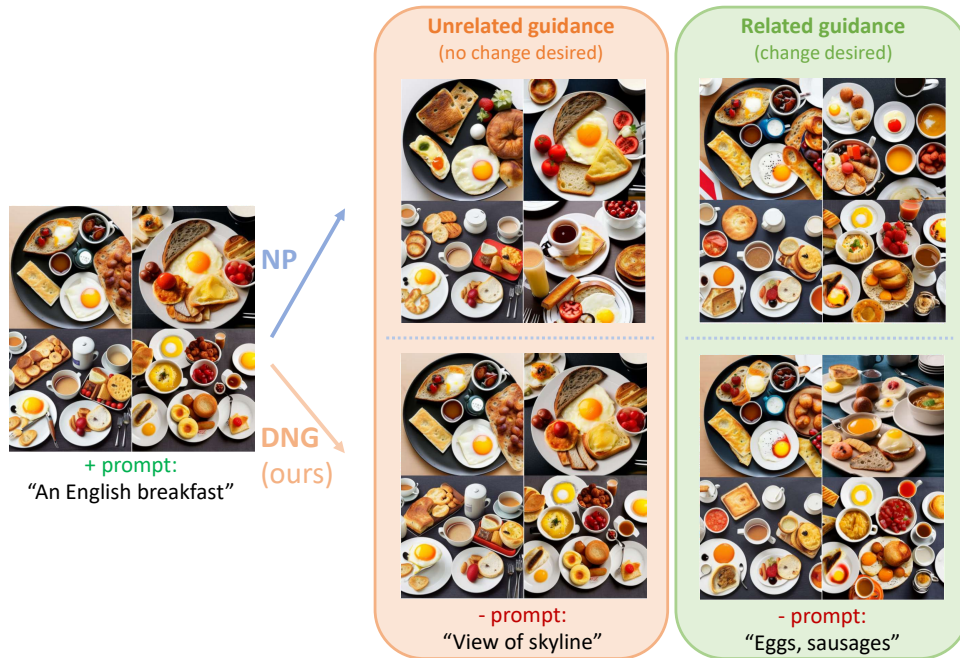 Unrelated guidance
(no change desired)
Related guidance
(change desired)
NP
DNG
(ours)
+ prompt:
“An English breakfast”
- prompt:
“View of skyline”
- prompt:
“Eggs, sausages”